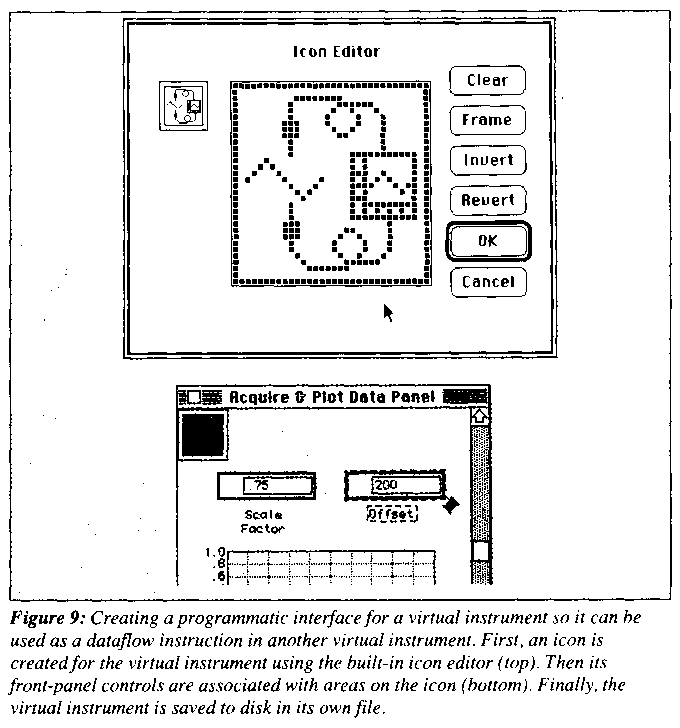 Icon Editor
Clear
Frame
Invert
Revert
OK
Cancel
Acquire & Plot Data Panel
.75
200
Scale
Factor
Offset
1.0
.8
.6
Figure 9: Creating a programmatic interface for a virtual instrument so it can be
used as a dataflow instruction in another virtual instrument. First, an icon is
created for the virtual instrument using the built-in icon editor (top). Then its
front-panel controls are associated with areas on the icon (bottom). Finally, the
virtual instrument is saved to disk in its own file.